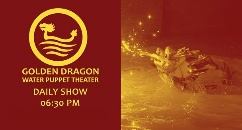 GOLDEN DRAGON
WATER PUPPET THEATER
DAILY SHOW
06:30 PM